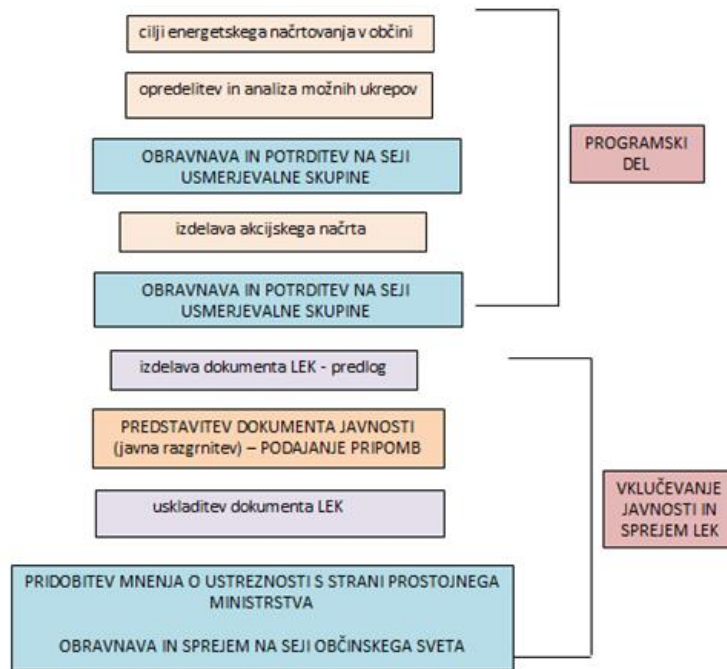 cilji energetskega načrtovanja v občini
opredelitev in analiza možnih ukrepov
OBRAVNAVA IN POTRDITEV NA SEJI
USMERJEVALNE SKUPINE
PROGRAMSKI
DEL
izdelava akcijskega načrta
OBRAVNAVA IN POTRDITEV NA SEJI
USMERJEVALNE SKUPINE
izdelava dokumenta LEK - predlog
PREDSTAVITEV DOKUMENTA JAVNOSTI
(javna razgrnitev) – PODAJANJE PRIPOMB
uskladitev dokumenta LEK
VKLUČEVANJE
JAVNOSTI IN
SPREJEM LEK
PRIDOBITEV MNENJA O USTREZNOSTI S STRANI PROSTOJNEGA
MINISTRSTVA
OBRAVNAVA IN SPREJEM NA SEJI OBČINSKEGA SVETA